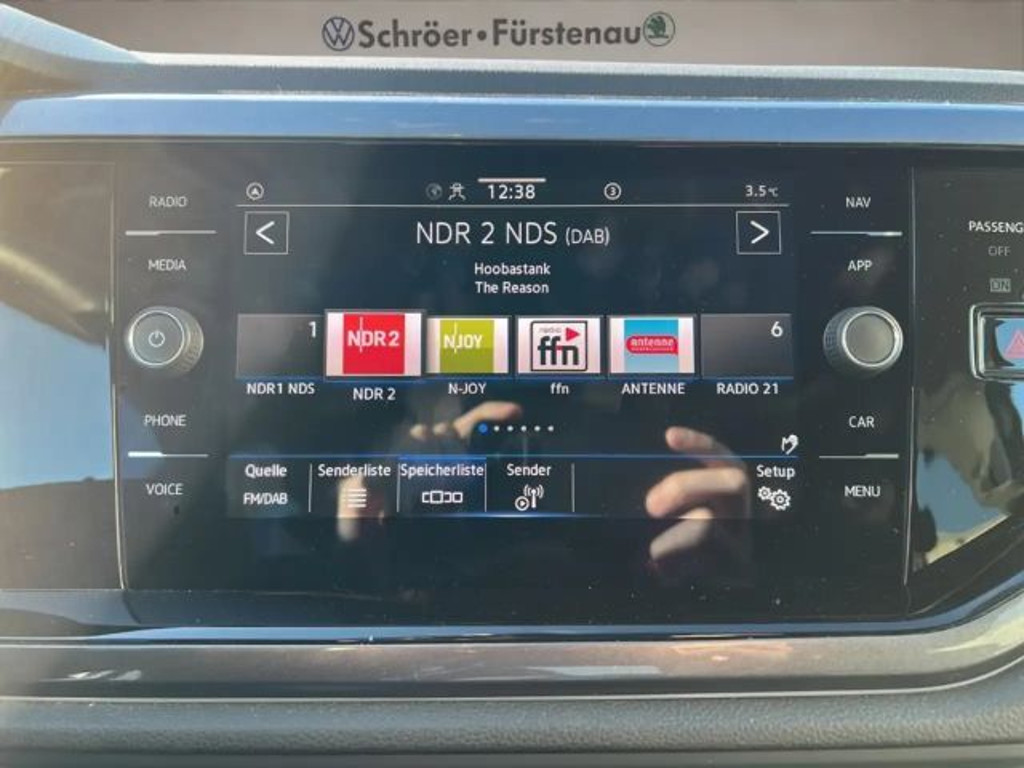 Schröer•Fürstenau
RADIO
MEDIA
PHONE
VOICE
12:38
3
3.5°C
<
NDR 2 NDS (DAB)
>
Hoobastank
The Reason
1
NDR 2
N-JOY
radio
ffn
antenne
6
NDR1 NDS
NDR 2
N-JOY
ffn
ANTENNE
RADIO 21
Quelle
FM/DAB
Senderliste
Speicherliste
Sender
Setup
NAV
APP
CAR
MENU
PASSENG
OFF